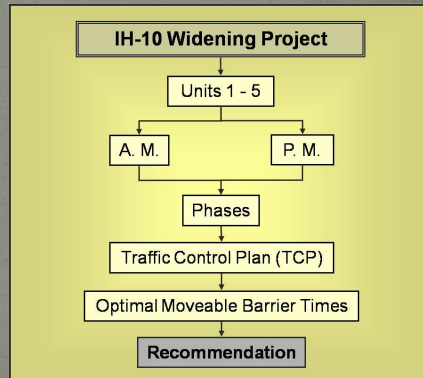 IH-10 Widening Project
Units 1 - 5
A. M.
P. M.
Phases
Traffic Control Plan (TCP)
Optimal Moveable Barrier Times
Recommendation